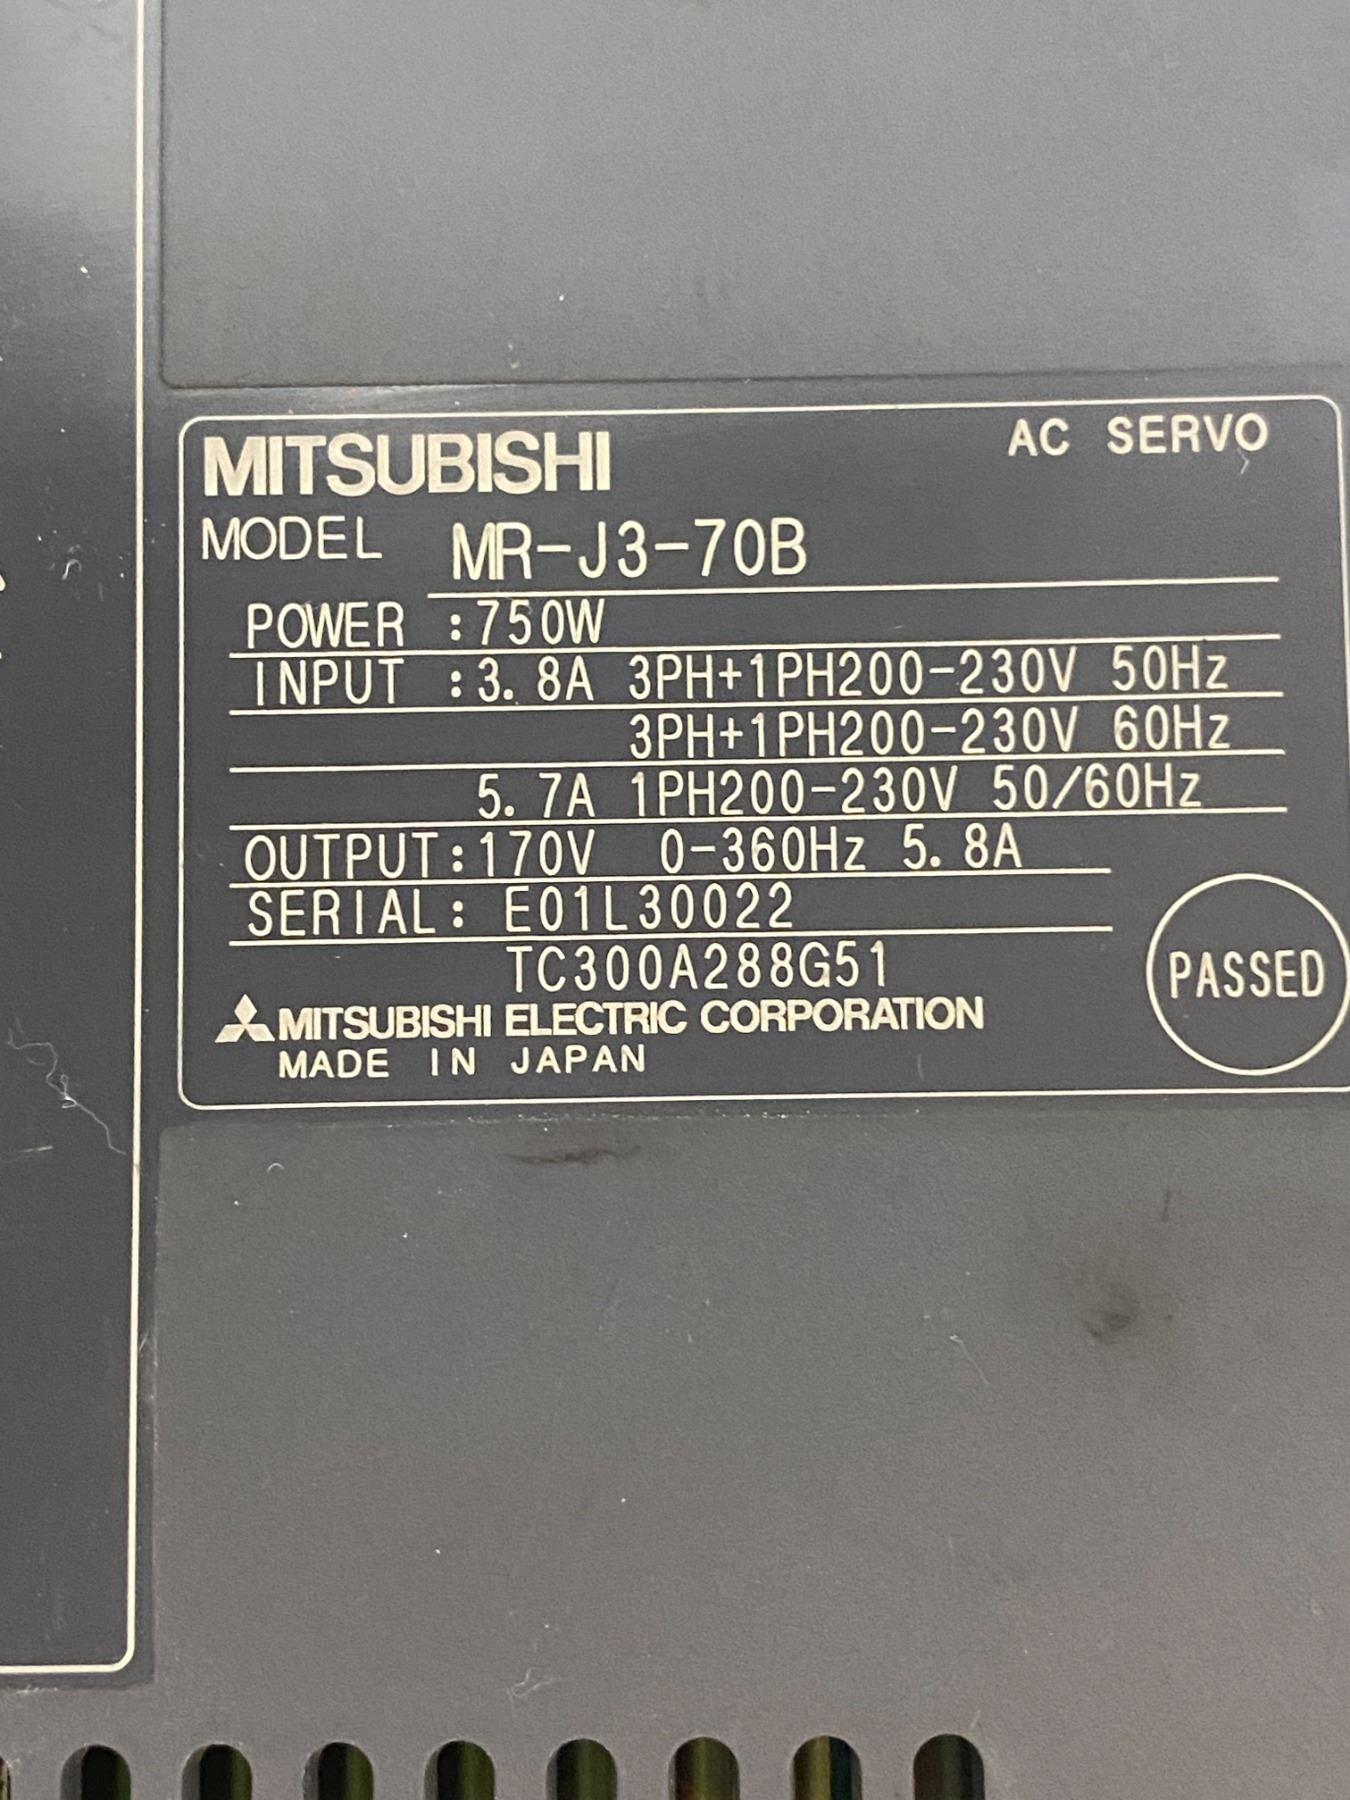 MITSUBISHI AC SERVO
MODEL MR-J3-70B
POWER :750W
INPUT :3.8A 3PH+1PH200-230V 50Hz
3PH+1PH200-230V 60Hz
5.7A 1PH200-230V 50/60Hz
OUTPUT:170V 0-360Hz 5.8A
SERIAL: E01L30022
TC300A288G51
MITSUBISHI ELECTRIC CORPORATION
MADE IN JAPAN
PASSED